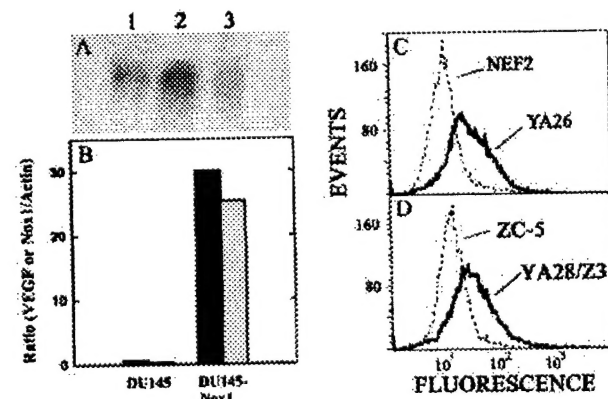 1 2 3
A
B
Ratio (VEGF or Nox1/Actin)
30
20
10
0
DU145
DU145-
Nox1
C
160
80
NEF2
YA26
EVENTS
D
160
80
ZC-5
YA28/Z3
10¹ 10² 10³
FLUORESCENCE